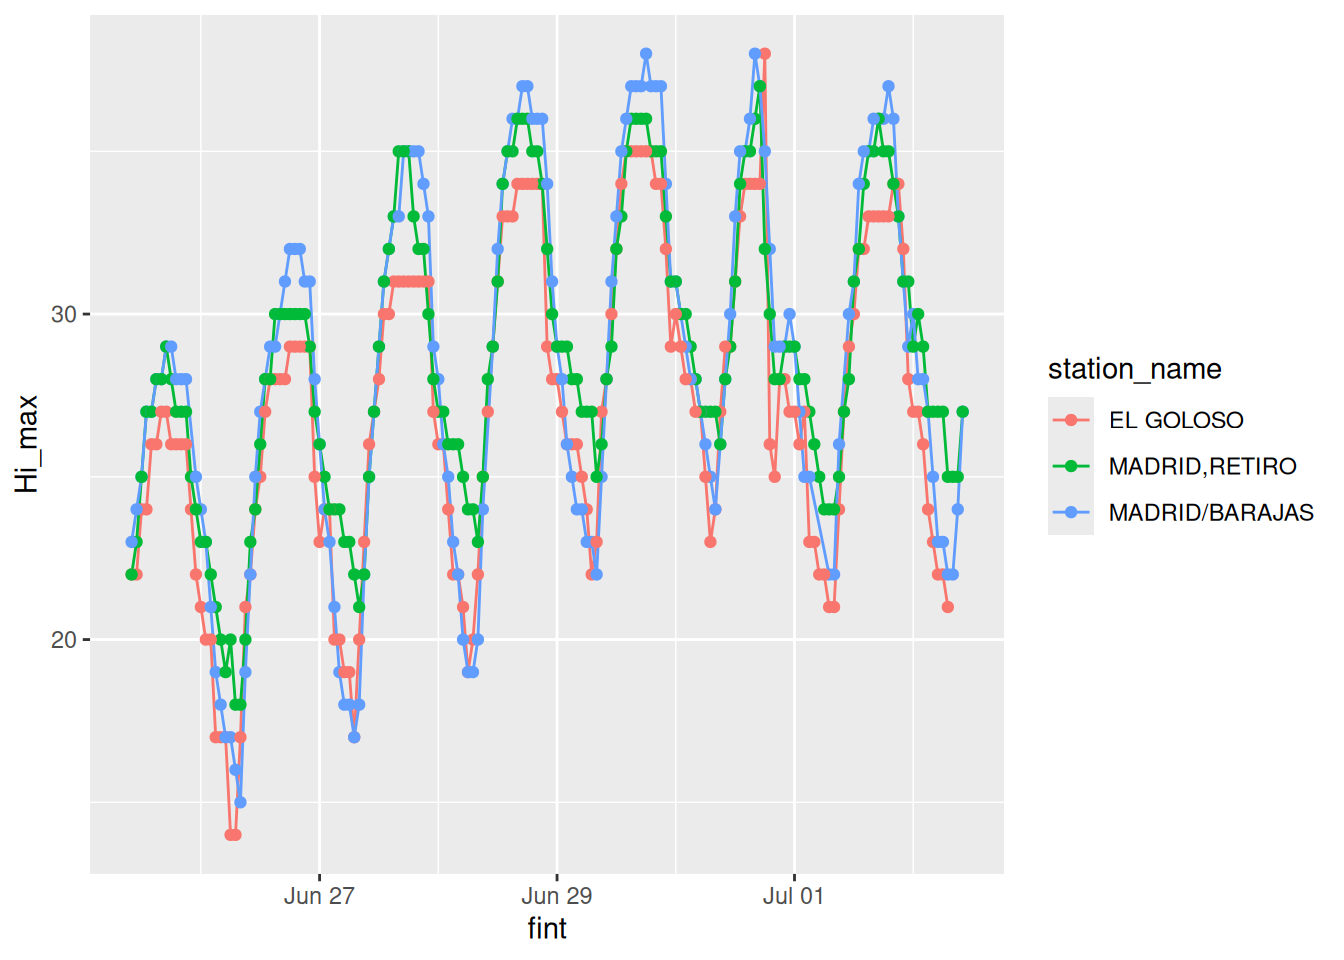 Hi_max
30
20
Jun 27
Jun 29
Jul 01
fint
station_name
EL GOLOSO
MADRID,RETIRO
MADRID/BARAJAS